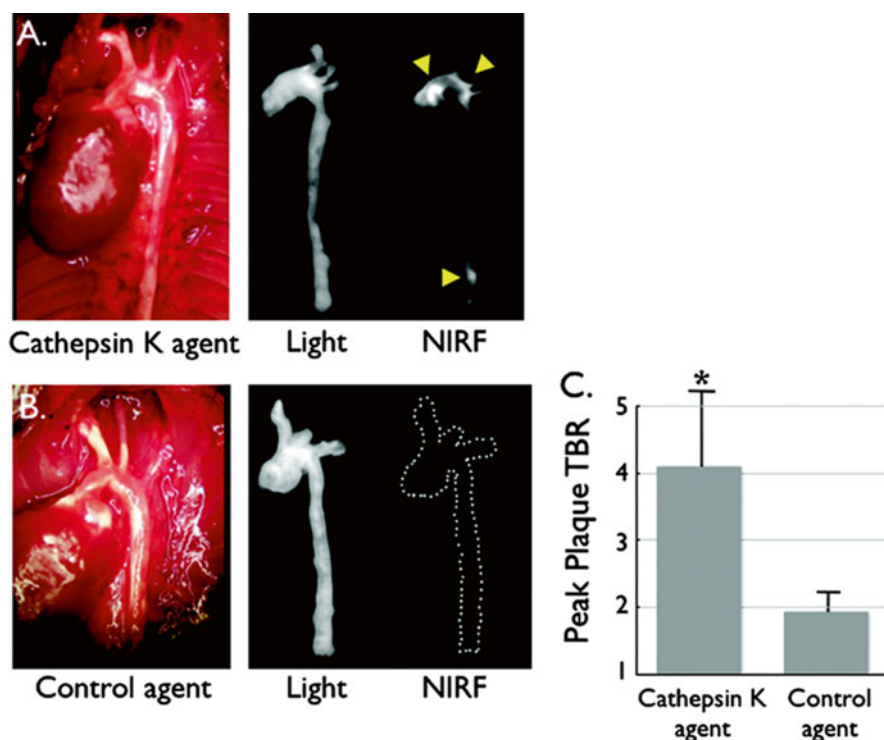 A.
Cathepsin K agent
Light
NIRF
B.
Control agent
Light
NIRF
C.
Peak Plaque TBR
5
4
3
2
1
*
Cathepsin K
agent
Control
agent